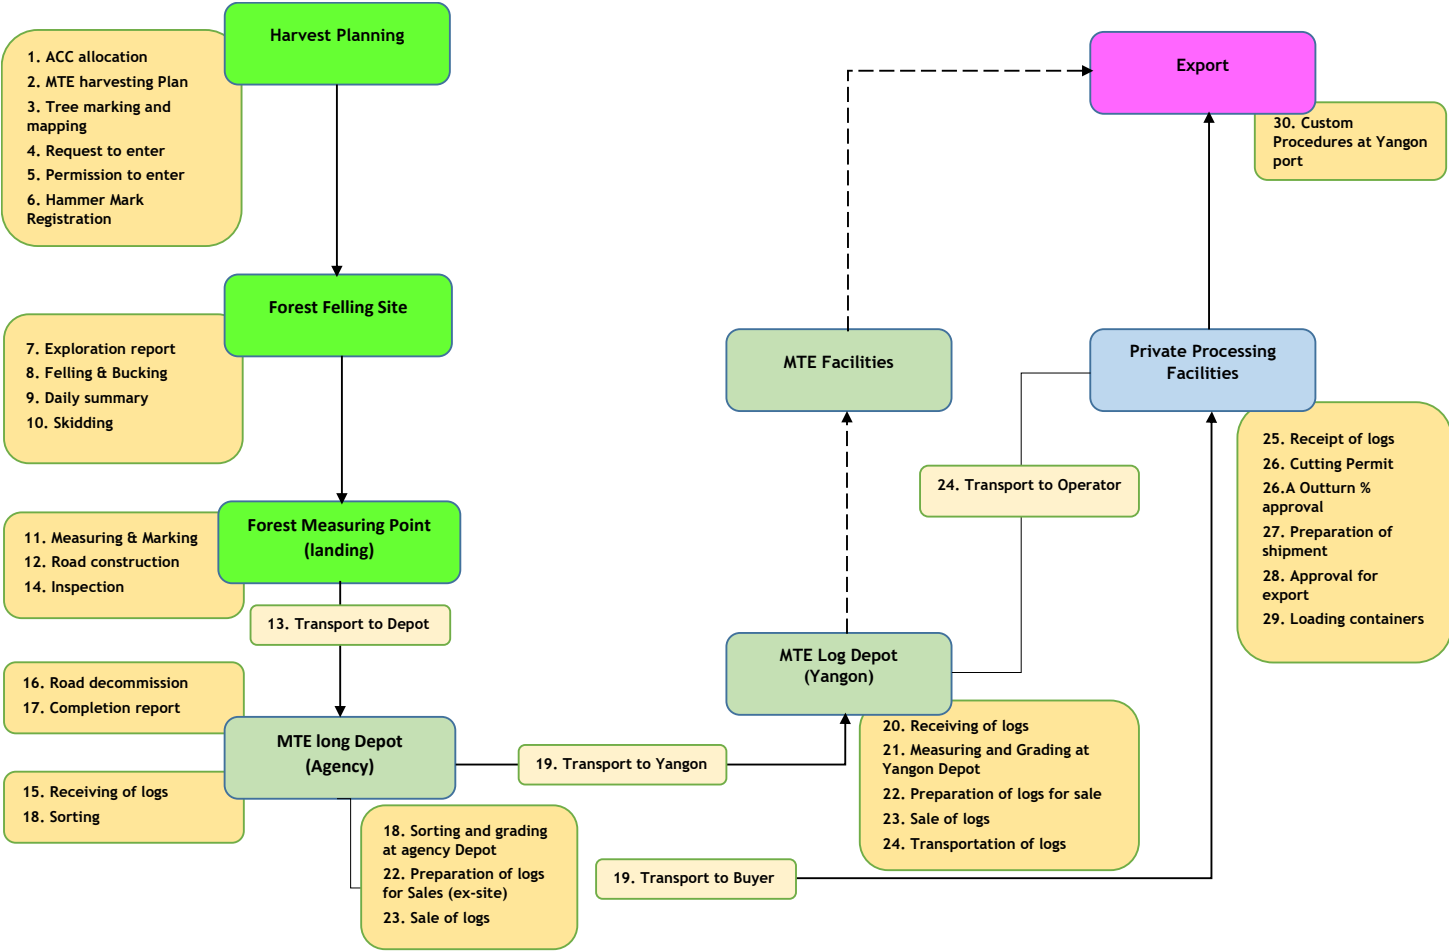 Harvest Planning
1. ACC allocation
2. MTE harvesting Plan
3. Tree marking and
mapping
4. Request to enter
5. Permission to enter
6. Hammer Mark
Registration
Forest Felling Site
7. Exploration report
8. Felling & Bucking
9. Daily summary
10. Skidding
Forest Measuring Point
(landing)
11. Measuring & Marking
12. Road construction
14. Inspection
13. Transport to Depot
16. Road decommission
17. Completion report
MTE long Depot
(Agency)
15. Receiving of logs
18. Sorting
18. Sorting and grading
at agency Depot
22. Preparation of logs
for Sales (ex-site)
23. Sale of logs
19. Transport to Yangon
19. Transport to Buyer
MTE Log Depot
(Yangon)
20. Receiving of logs
21. Measuring and Grading at
Yangon Depot
22. Preparation of logs for sale
23. Sale of logs
24. Transportation of logs
MTE Facilities
24. Transport to Operator
Private Processing
Facilities
25. Receipt of logs
26. Cutting Permit
26.A Outturn %
approval
27. Preparation of
shipment
28. Approval for
export
29. Loading containers
Export
30. Custom
Procedures at Yangon
port